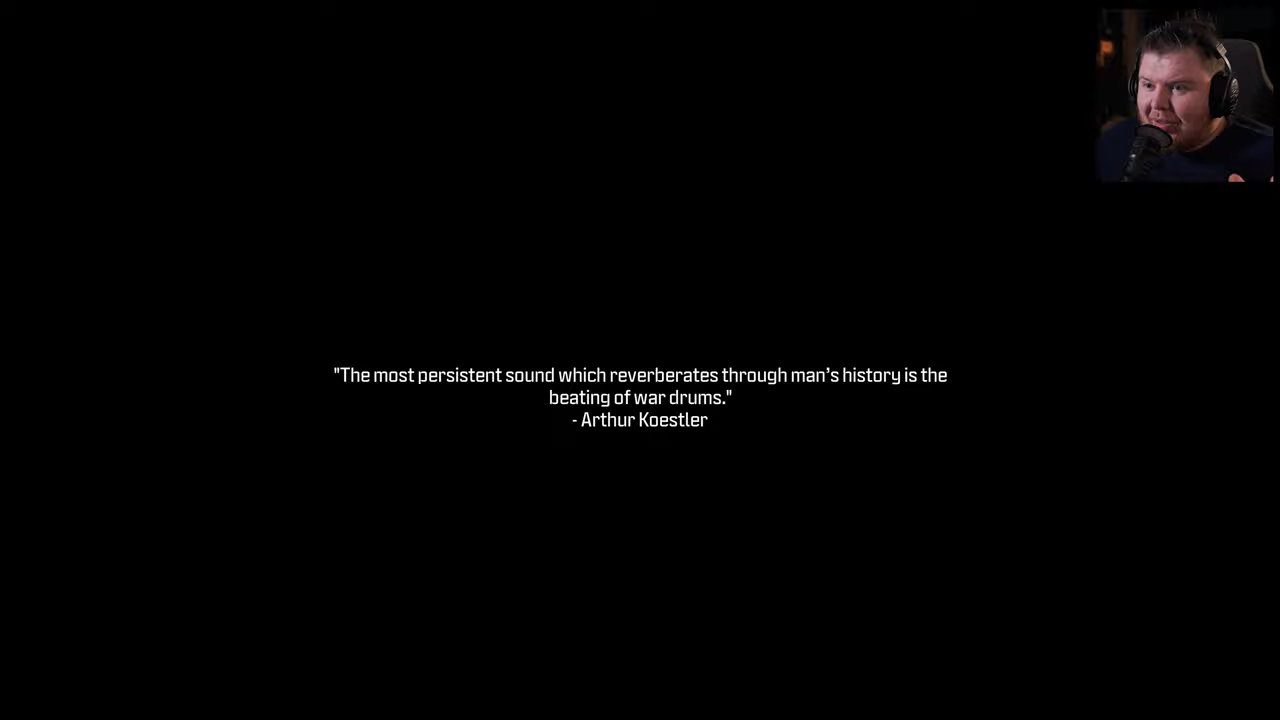 "The most persistent sound which reverberates through man’s history is the
beating of war drums."
- Arthur Koestler